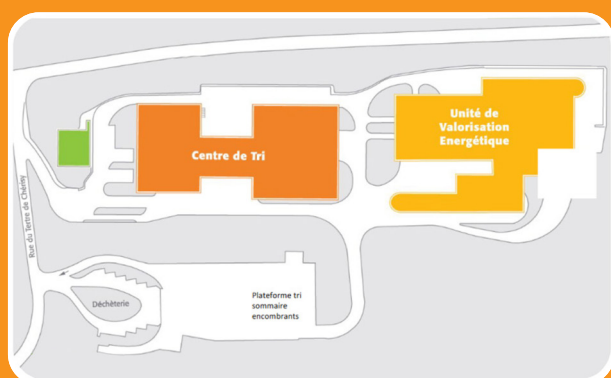 Unité de
Valorisation
Energétique
Centre de Tri
Rue du Tertre de Chérisy
Plateforme tri
sommaire
encombrants
Déchèterie